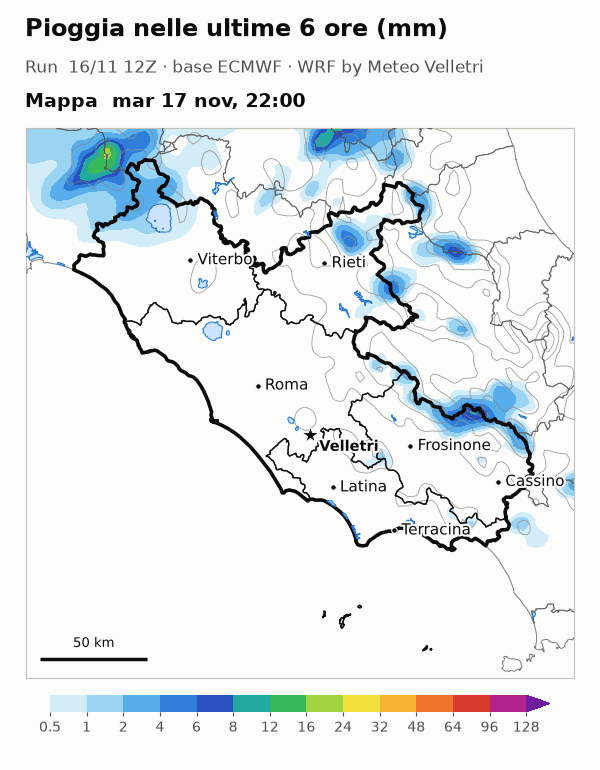 Pioggia nelle ultime 6 ore (mm)
Run  16/11 12Z · base ECMWF · WRF by Meteo Velletri
Mappa  mar 17 nov, 22:00
Viterbo
Rieti
Roma
Velletri
Frosinone
Latina
Cassino
Terracina
50 km
0.5 1 2 4 6 8 12 16 24 32 48 64 96 128